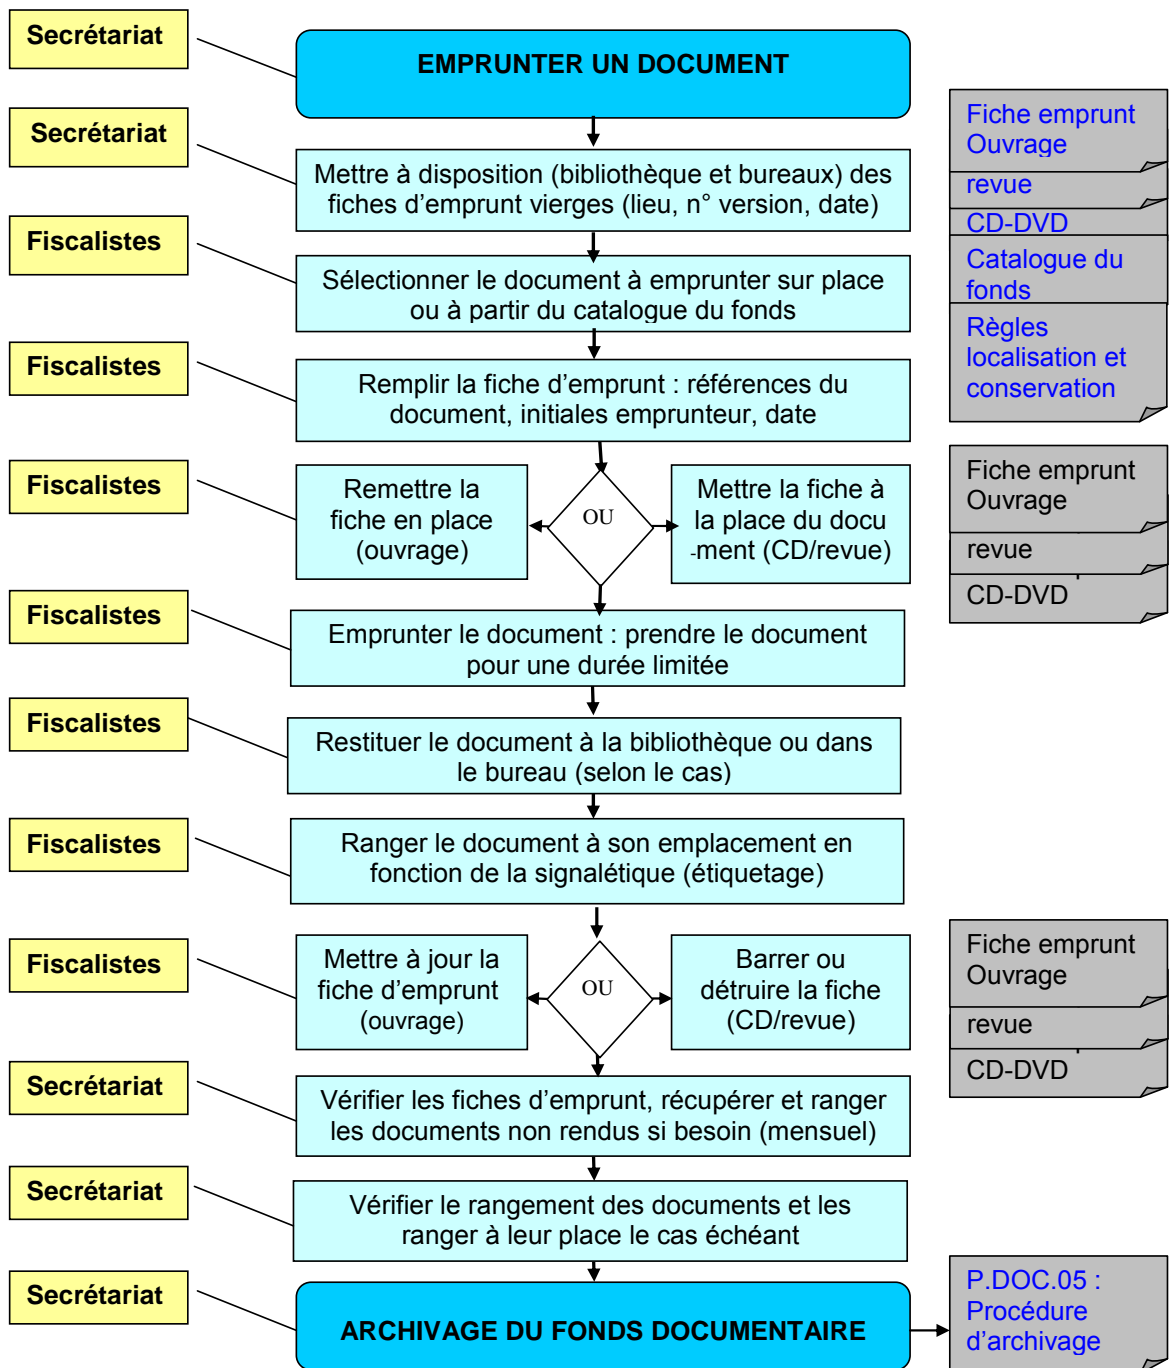 Secrétariat
EMPRUNTER UN DOCUMENT
Secrétariat
Mettre à disposition (bibliothèque et bureaux) des
fiches d'emprunt vierges (lieu, n° version, date)
Fiche emprunt
Ouvrage
revue
CD-DVD
Catalogue du
fonds
Règles
localisation et
conservation
Fiscalistes
Sélectionner le document à emprunter sur place
ou à partir du catalogue du fonds
Fiscalistes
Remplir la fiche d'emprunt : références du
document, initiales emprunteur, date
Fiscalistes
Remettre la
fiche en place
(ouvrage)
OU
Mettre la fiche à
la place du docu
-ment (CD/revue)
Fiche emprunt
Ouvrage
revue
CD-DVD
Fiscalistes
Emprunter le document : prendre le document
pour une durée limitée
Fiscalistes
Restituer le document à la bibliothèque ou dans
le bureau (selon le cas)
Fiscalistes
Ranger le document à son emplacement en
fonction de la signalétique (étiquetage)
Fiscalistes
Mettre à jour la
fiche d'emprunt
(ouvrage)
OU
Barrer ou
détruire la fiche
(CD/revue)
Fiche emprunt
Ouvrage
revue
CD-DVD
Secrétariat
Vérifier les fiches d'emprunt, récupérer et ranger
les documents non rendus si besoin (mensuel)
Secrétariat
Vérifier le rangement des documents et les
ranger à leur place le cas échéant
Secrétariat
ARCHIVAGE DU FONDS DOCUMENTAIRE
P.DOC.05 :
Procédure
d'archivage